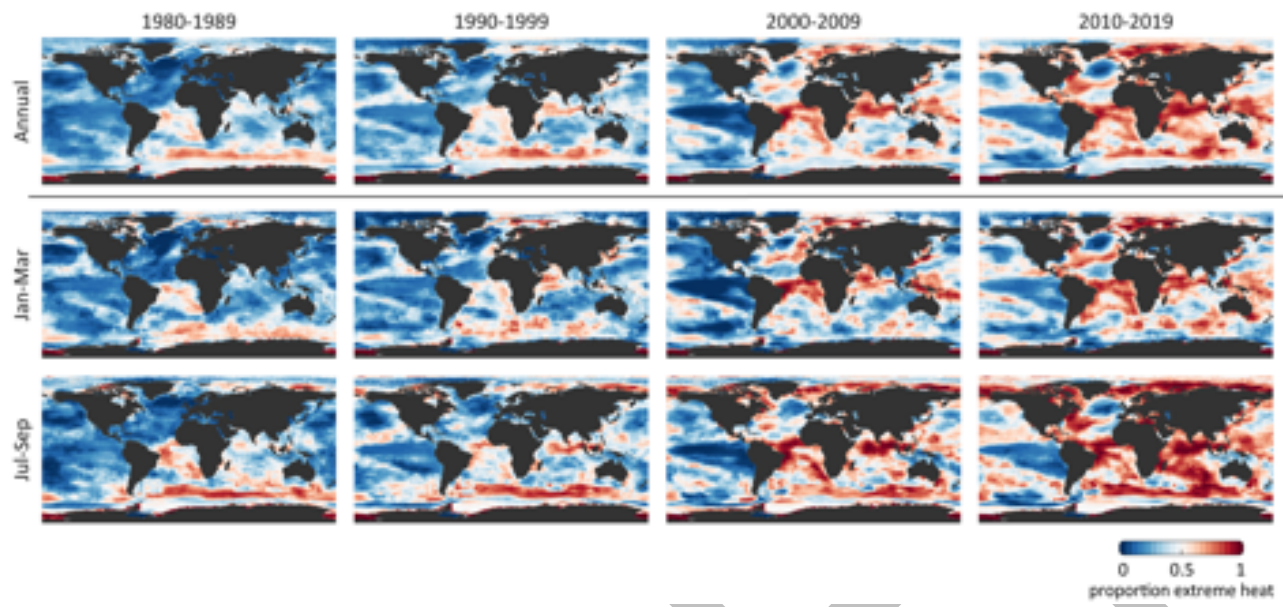 1980-1989 1990-1999 2000-2009 2010-2019
Annual
Jan-Mar
Jul-Sep
0 0.5 1
proportion extreme heat